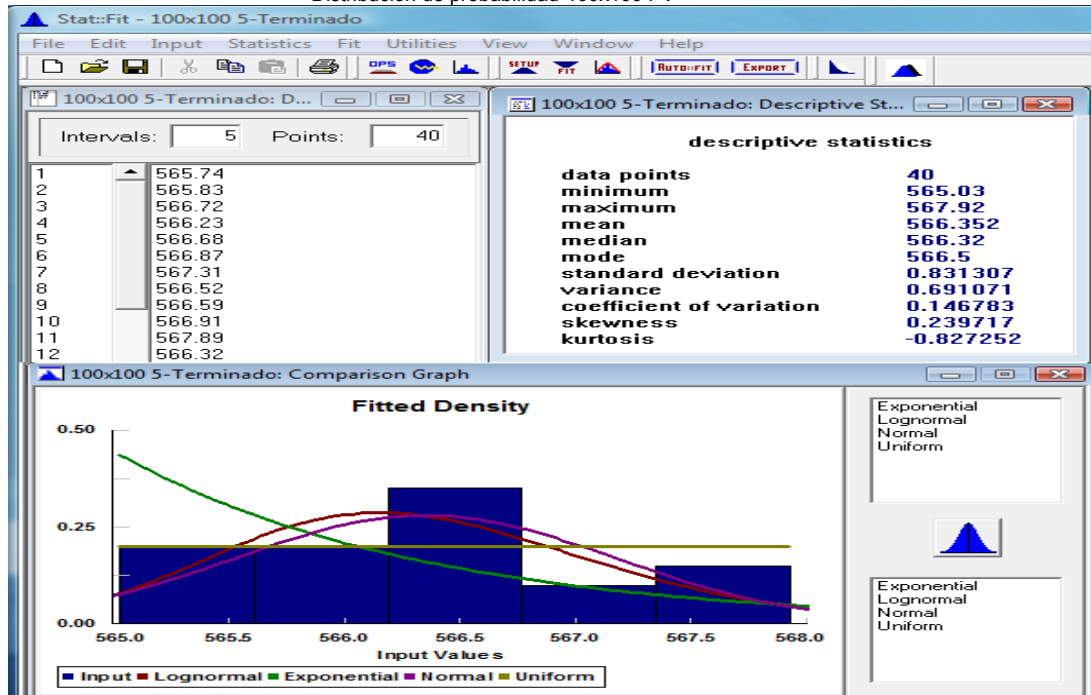 Stat::Fit - 100x100 5-Terminado
File Edit Input Statistics Fit Utilities View Window Help
OPS SETUP FIT AUTO::FIT EXPORT
100x100 5-Terminado: D...
Intervals: 5 Points: 40
1 565.74
2 565.83
3 566.72
4 566.23
5 566.68
6 566.87
7 567.31
8 566.52
9 566.59
10 566.91
11 567.89
12 566.32
100x100 5-Terminado: Descriptive St...
descriptive statistics
data points 40
minimum 565.03
maximum 567.92
mean 566.352
median 566.32
mode 566.5
standard deviation 0.831307
variance 0.691071
coefficient of variation 0.146783
skewness 0.239717
kurtosis -0.827252
100x100 5-Terminado: Comparison Graph
Fitted Density
0.50
0.25
0.00
565.0 565.5 566.0 566.5 567.0 567.5 568.0
Input Values
Input Lognormal Exponential Normal Uniform
Exponential
Lognormal
Normal
Uniform
Exponential
Lognormal
Normal
Uniform